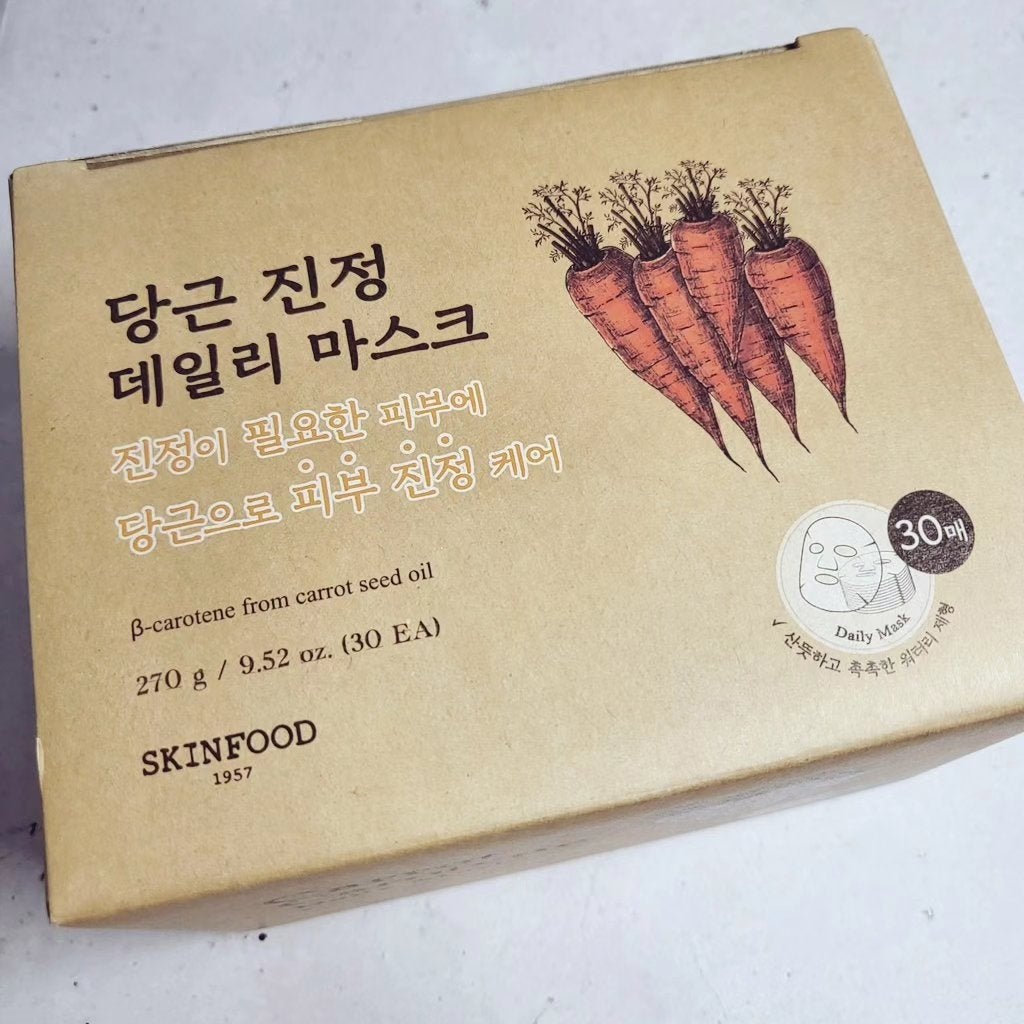 당근 진정
데일리 마스크
진정이 필요한 피부에
당근으로 피부 진정 케어
β-carotene from carrot seed oil
270 g / 9.52 oz. (30 EA)
SKINFOOD
1957
30매
Daily Mask
산뜻하고 촉촉한 워터리 제형